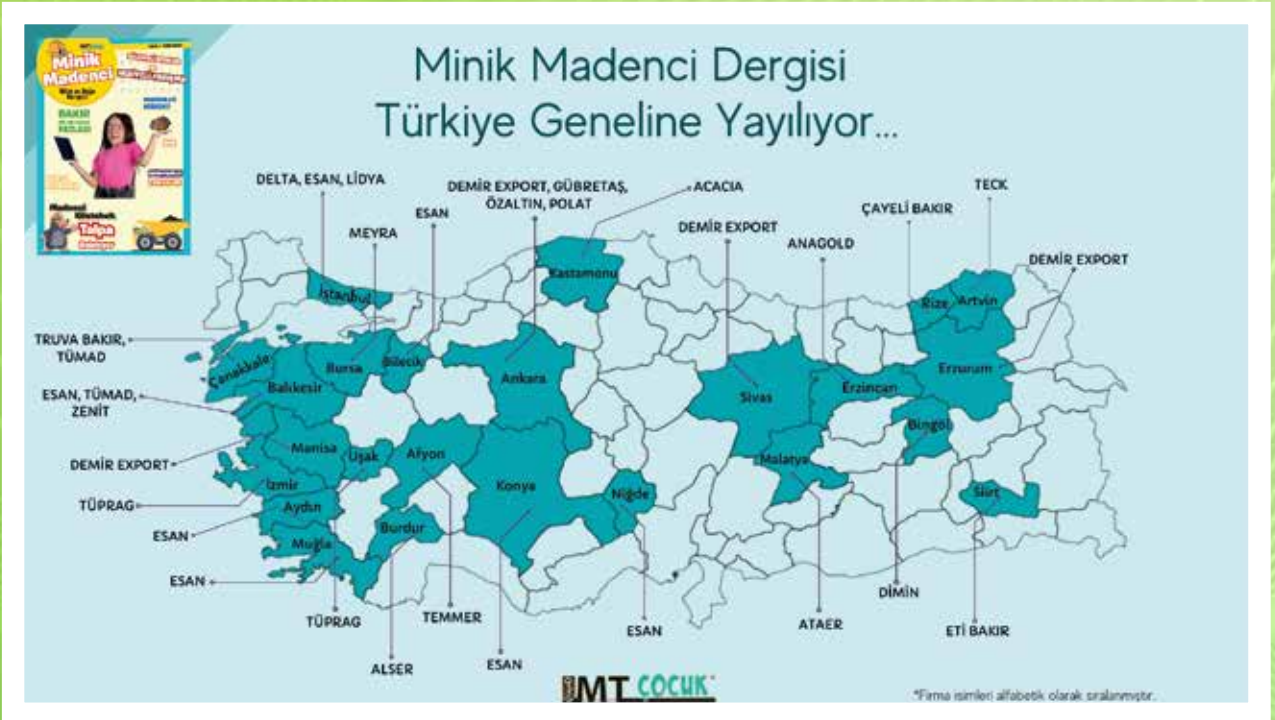 Minik Madenci Dergisi
Türkiye Geneline Yayılıyor...
Minik
Madenci
BAKIR
Madenci
Köstebek
Talpa
DELTA, ESAN, LİDYA
MEYRA
ESAN
DEMİR EXPORT, GÜBRETAŞ,
ÖZALTIN, POLAT
ACACIA
DEMİR EXPORT
ANAGOLD
ÇAYELİ BAKIR
TECK
DEMİR EXPORT
TRUVA BAKIR,
TÜMAD
ESAN, TÜMAD,
ZENİT
DEMİR EXPORT
TÜPRAG
ESAN
ESAN
TÜPRAG
ALSER
TEMMER
ESAN
ESAN
ATAER
DİMİN
ETİ BAKIR
İstanbul
Kastamonu
Rize
Artvin
Çanakkale
Balıkesir
Bursa
Bilecik
Ankara
Sivas
Erzincan
Erzurum
Bingöl
Manisa
Uşak
Afyon
Malatya
İzmir
Konya
Niğde
Siirt
Aydın
Burdur
Muğla
MT ÇOCUK
*Firma isimleri alfabetik olarak sıralanmıştır.